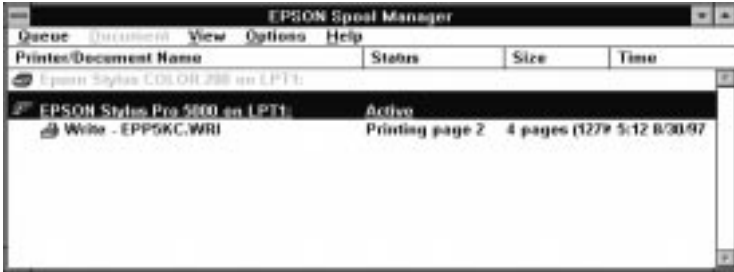 EPSON Spool Manager
Queue Document View Options Help
Printer/Document Name Status Size Time
Epson Stylus COLOR 200 on LPT1:
EPSON Stylus Pro 5000 on LPT1: Active
Write - EPP5KC.WRI Printing page 2 4 pages (127K 5:12 8/30/97